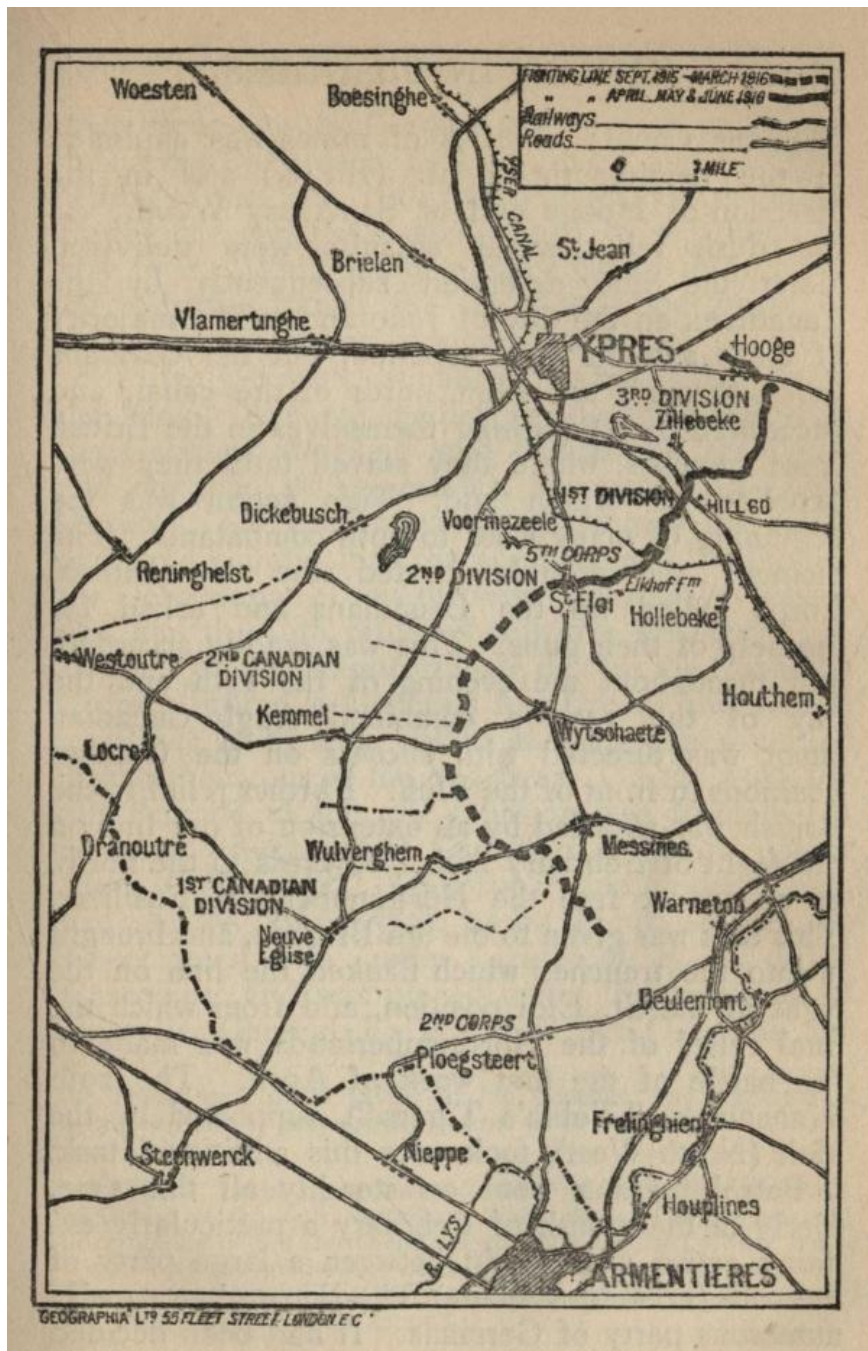 FIGHTING LINE SEPT. 1915 - MARCH 1916
" " APRIL, MAY & JUNE 1916
Railways
Roads
0 1 MILE
Woesten
Boesinghe
YSER CANAL
St. Jean
Brielen
Vlamertinghe
YPRES
Hooge
3RD DIVISION
Zillebeke
1ST DIVISION
HILL 60
Dickebusch
Voormezeele
5TH CORPS
2ND DIVISION
Reninghelst
St. Eloi
Eikhof Fm
Hollebeke
Westoutre
2ND CANADIAN
DIVISION
Houthem
Kemmel
Wytschaete
Locre
Dranoutre
Wulverghem
Messines
1ST CANADIAN
DIVISION
Warneton
Neuve
Eglise
Deulemont
2ND CORPS
Ploegsteert
Frelinghien
Steenwerck
Nieppe
Houplines
R. LYS
ARMENTIERES
"GEOGRAPHIA" LTD 55 FLEET STREET LONDON E.C.